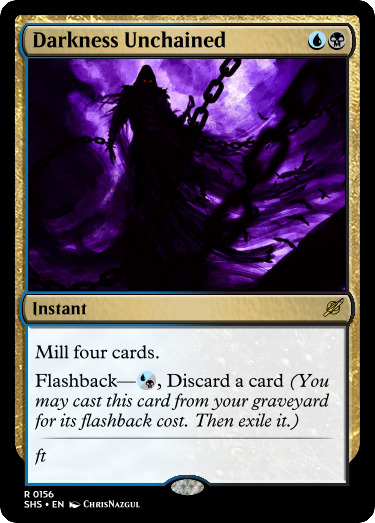 Darkness Unchained
Instant
Mill four cards.
Flashback—, Discard a card (You
may cast this card from your graveyard
for its flashback cost. Then exile it.)
ft
R 0156
SHS • EN ChrisNazgul